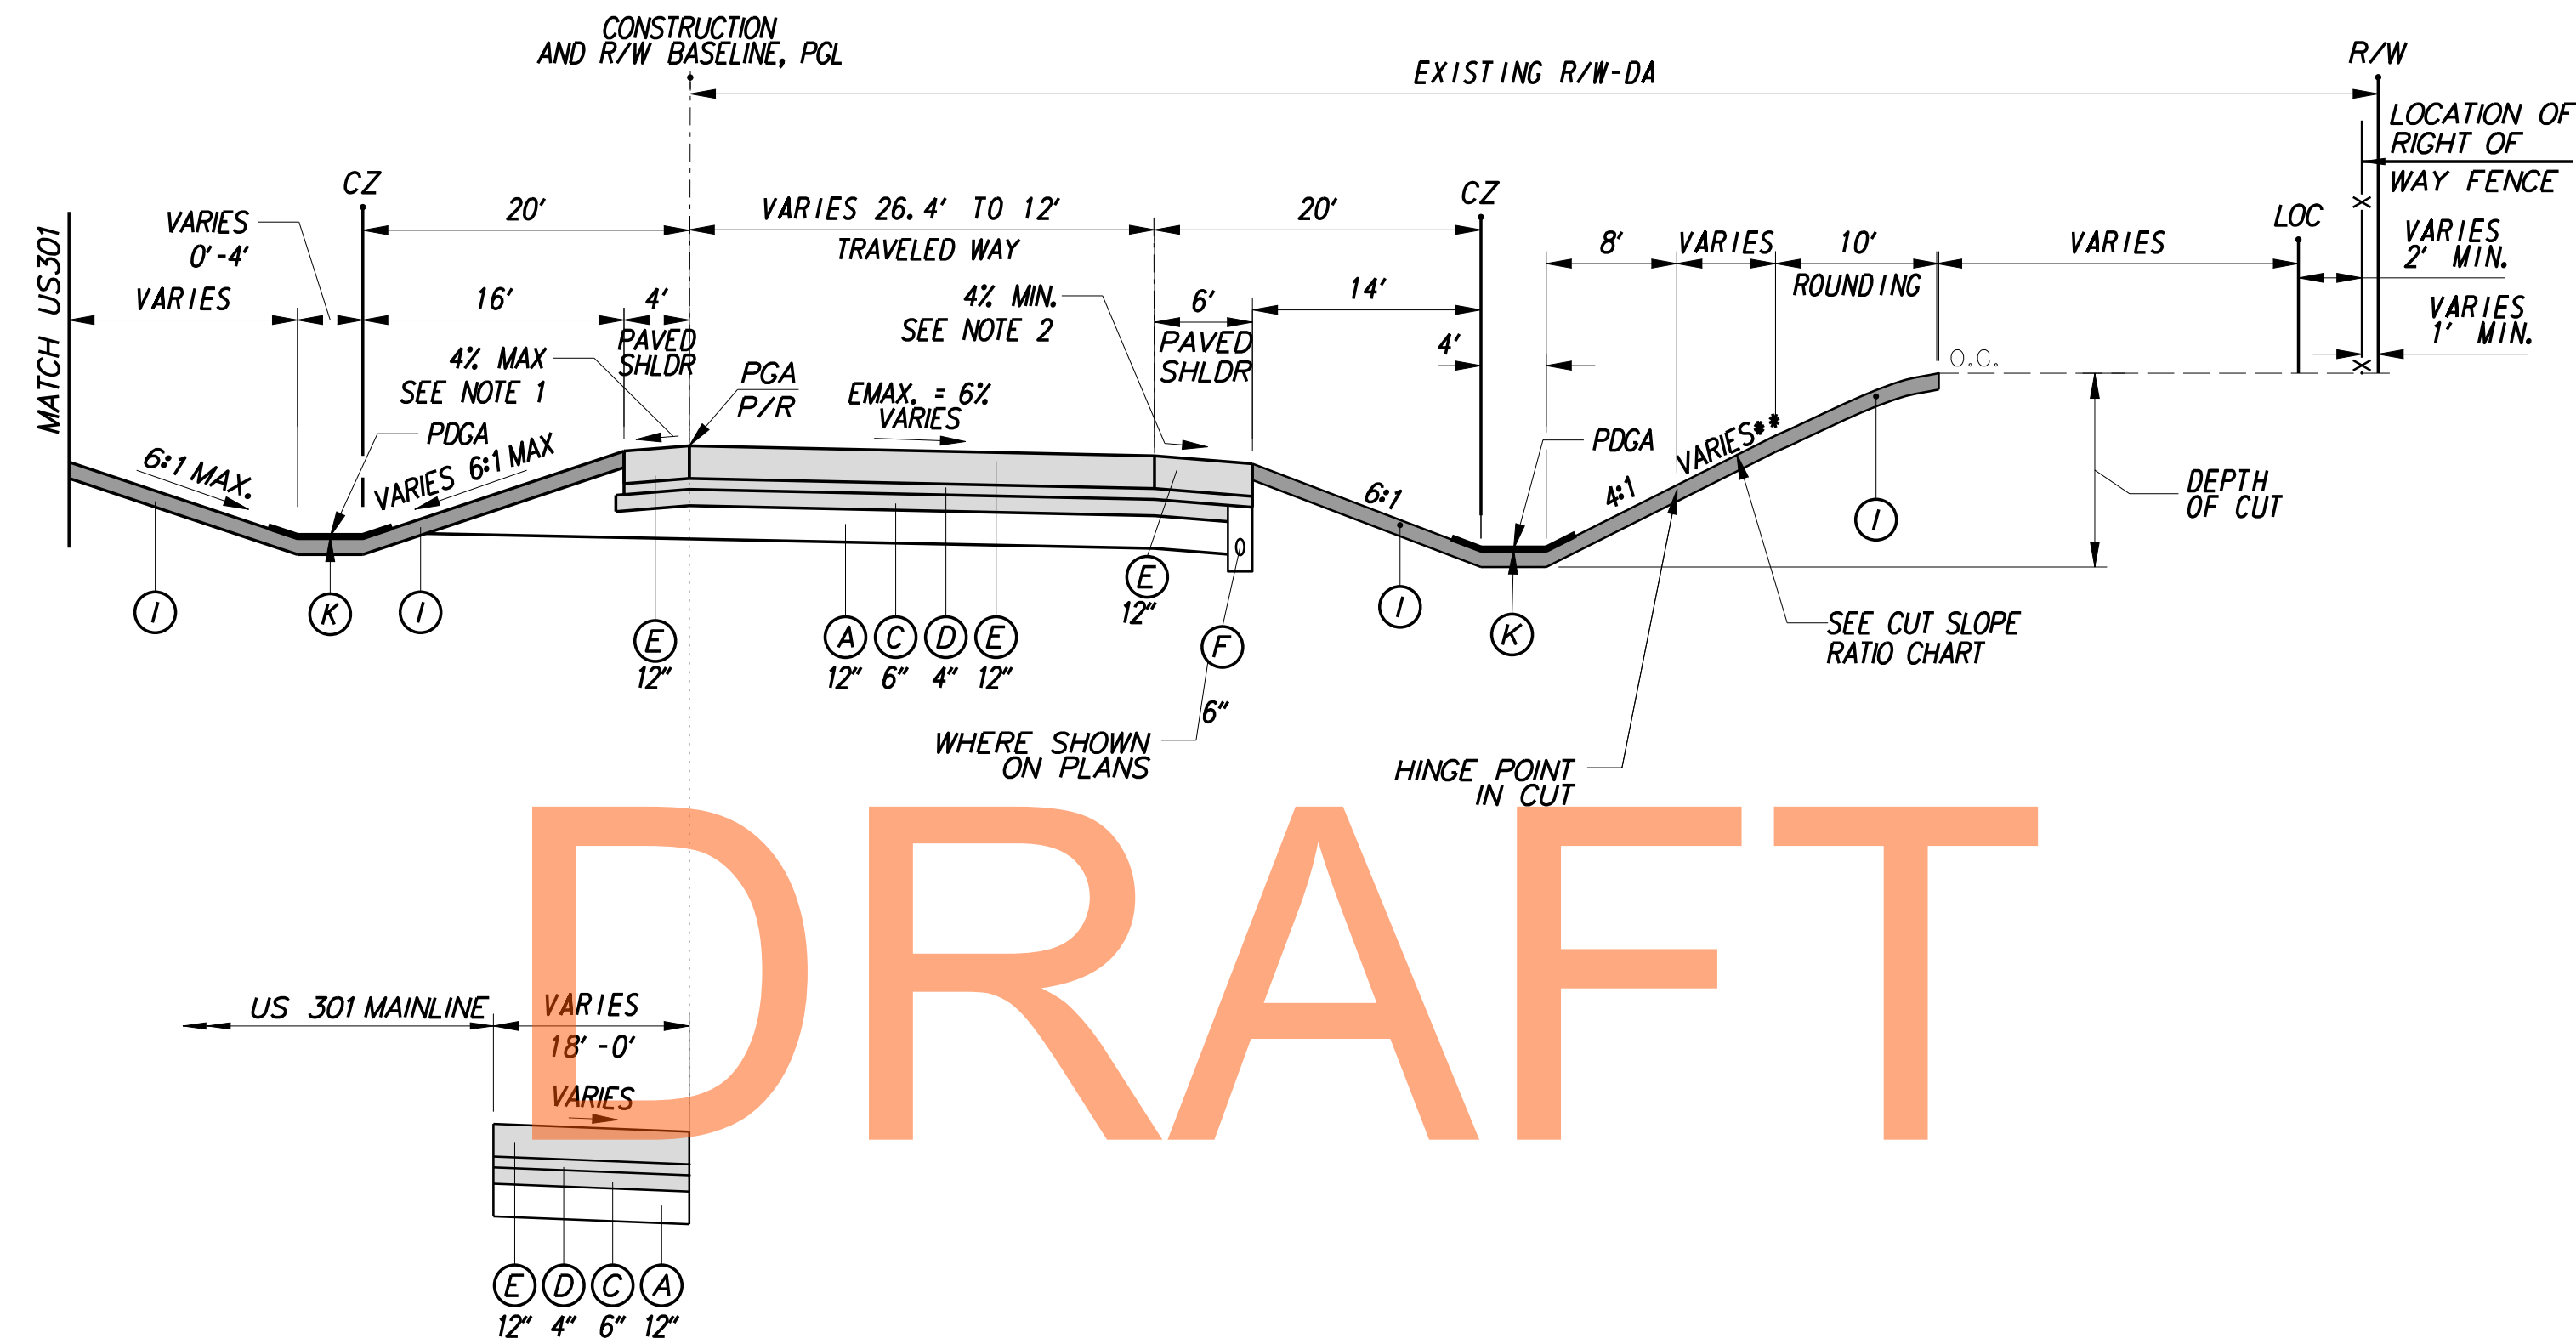 CONSTRUCTION
AND R/W BASELINE, PGL
EXISTING R/W-DA
R/W
LOCATION OF
RIGHT OF
WAY FENCE
MATCH US301
VARIES
0'-4'
VARIES
CZ
20'
16'
4'
PAVED
SHLDR
VARIES 26.4' TO 12'
TRAVELED WAY
20'
CZ
4% MIN.
SEE NOTE 2
6'
PAVED
SHLDR
14'
4'
8'
VARIES
10'
ROUNDING
VARIES
LOC
VARIES
2' MIN.
VARIES
1' MIN.
X
X
4% MAX
SEE NOTE 1
PDGA
PGA
P/R
EMAX. = 6%
VARIES
O.G.
6:1 MAX.
VARIES 6:1 MAX
6:1
PDGA
4:1
VARIES**
DEPTH
OF CUT
I
K
I
E
12"
A
12"
C
6"
D
4"
E
12"
E
12"
F
6"
WHERE SHOWN
ON PLANS
I
K
I
SEE CUT SLOPE
RATIO CHART
HINGE POINT
IN CUT
DRAFT
US 301 MAINLINE
VARIES
18'-0'
VARIES
E D C A
12" 4" 6" 12"